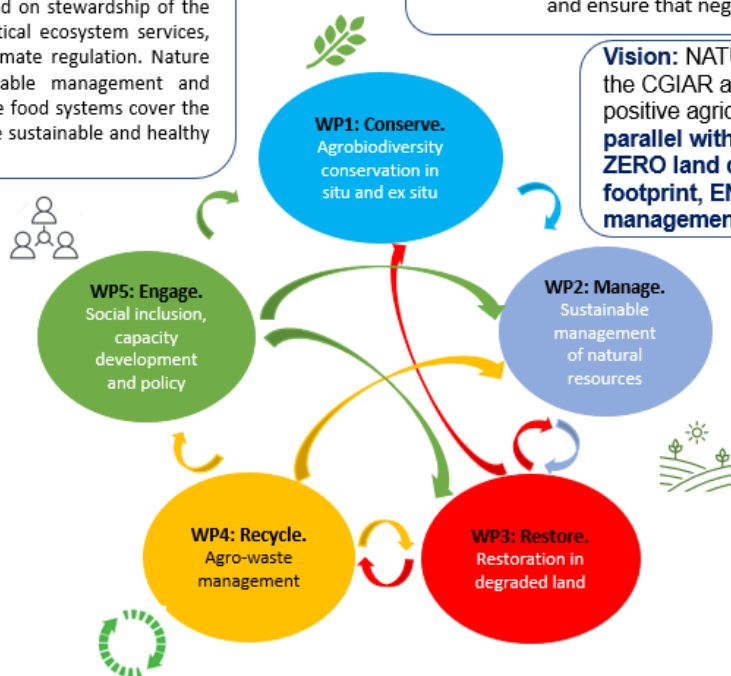 on stewardship of the
tical ecosystem services,
mate regulation. Nature
able management and
food systems cover the
sustainable and healthy
and ensure that neg
Vision: NATU
the CGIAR a
positive agric
parallel with
ZERO land d
footprint, EN
management
WP1: Conserve.
Agrobiodiversity
conservation in
situ and ex situ
WP5: Engage.
Social inclusion,
capacity
development
and policy
WP2: Manage.
Sustainable
management
of natural
resources
WP4: Recycle.
Agro-waste
management
WP3: Restore.
Restoration in
degraded land